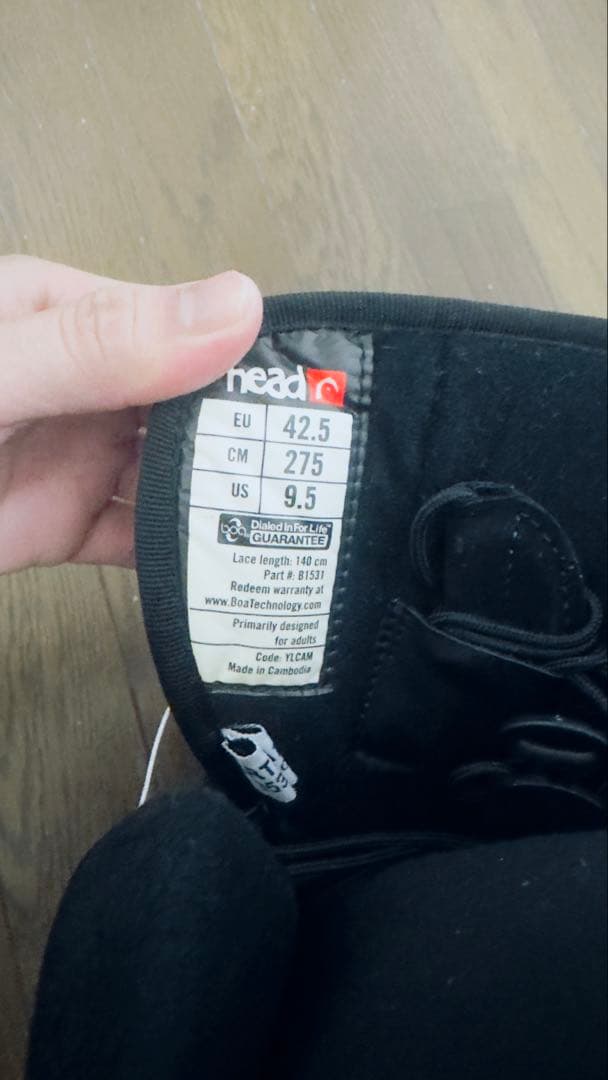 head
EU 42.5
CM 275
US 9.5
boa Dialed In For Life™
GUARANTEE
Lace length: 140 cm
Part #: B1531
Redeem warranty at
www.BoaTechnology.com
Primarily designed
for adults
Code: YLCAM
Made in Cambodia